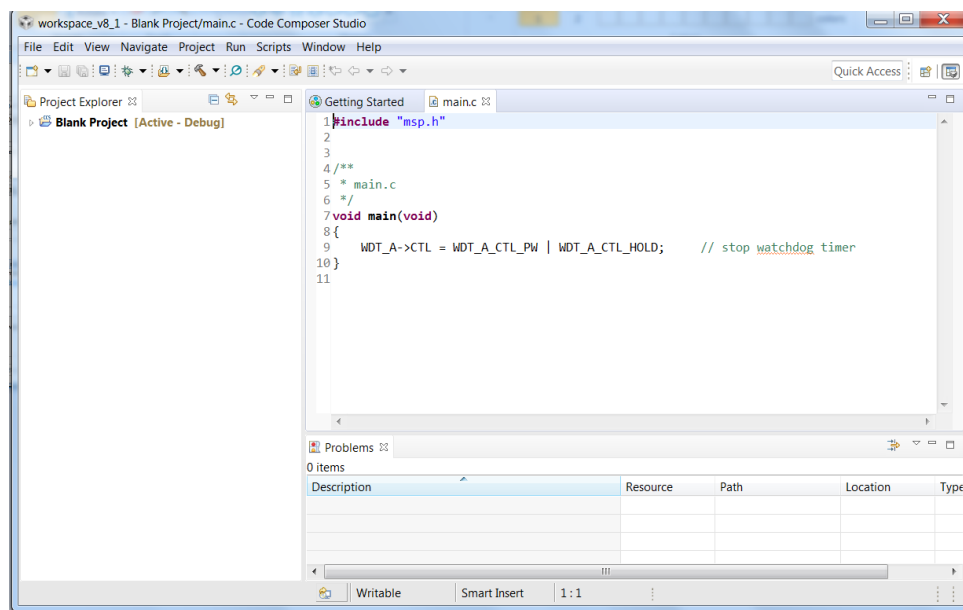 workspace_v8_1 - Blank Project/main.c - Code Composer Studio
File Edit View Navigate Project Run Scripts Window Help
Quick Access
Project Explorer
Getting Started main.c
Blank Project [Active - Debug]
1 #include "msp.h"
2
3
4 /**
5 * main.c
6 */
7 void main(void)
8 {
9 WDT_A->CTL = WDT_A_CTL_PW | WDT_A_CTL_HOLD; // stop watchdog timer
10 }
11
Problems
0 items
Description Resource Path Location Type
Writable Smart Insert 1 : 1